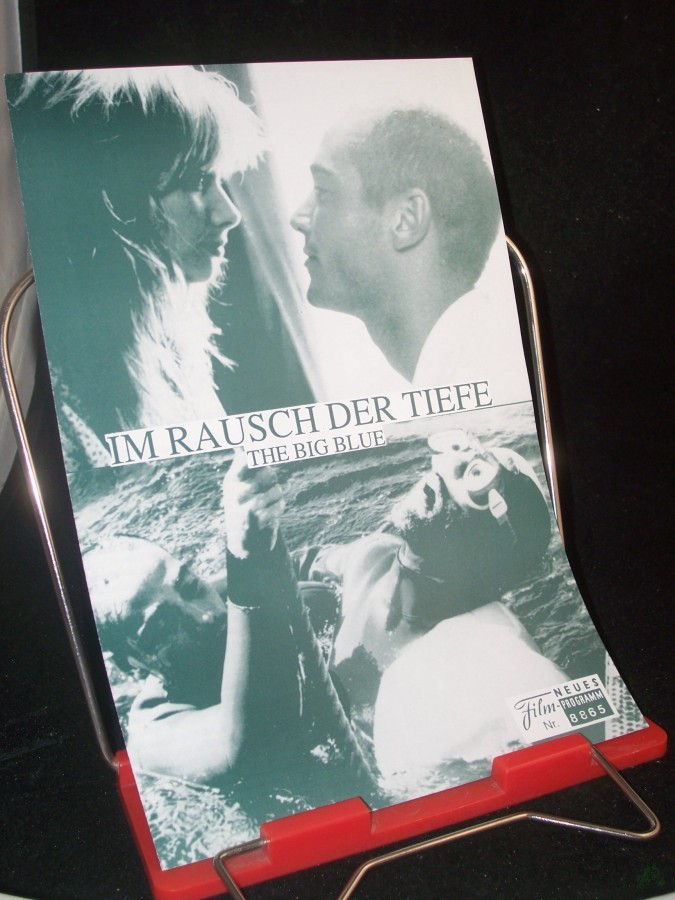 IM RAUSCH DER TIEFE
THE BIG BLUE
NEUES
Film-PROGRAMM
Nr. 8865